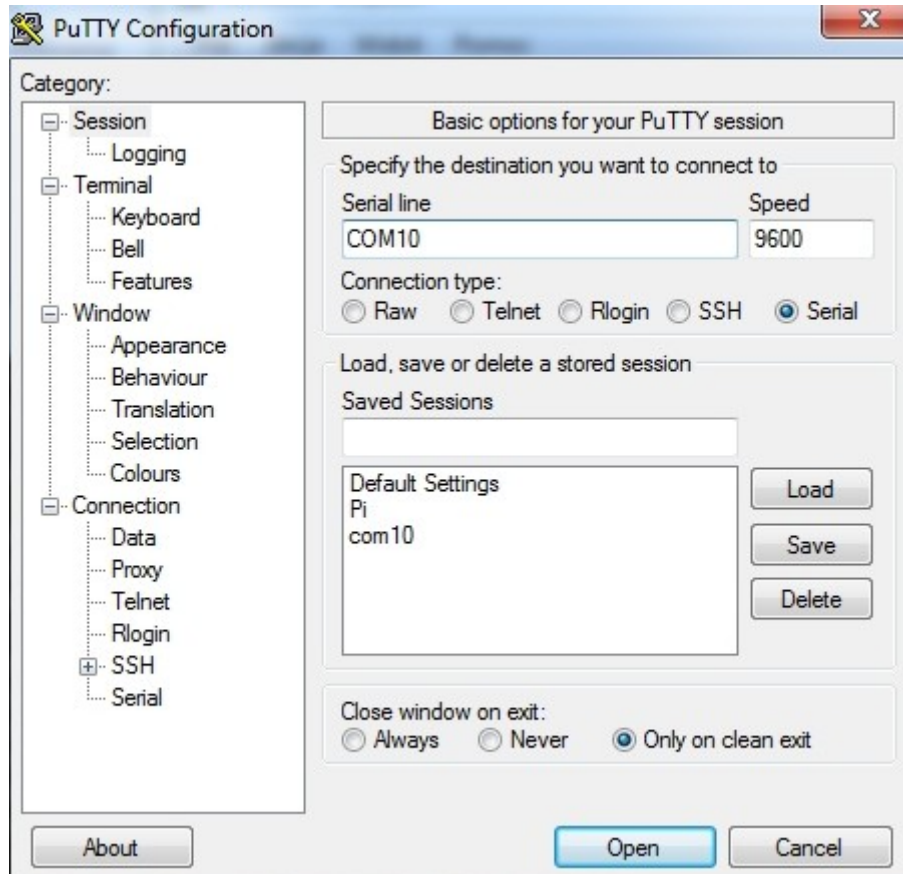 PuTTY Configuration
Category:
Session
Logging
Terminal
Keyboard
Bell
Features
Window
Appearance
Behaviour
Translation
Selection
Colours
Connection
Data
Proxy
Telnet
Rlogin
SSH
Serial
Basic options for your PuTTY session
Specify the destination you want to connect to
Serial line Speed
COM10 9600
Connection type:
Raw Telnet Rlogin SSH Serial
Load, save or delete a stored session
Saved Sessions
Default Settings
Pi
com10
Load
Save
Delete
Close window on exit:
Always Never Only on clean exit
About Open Cancel